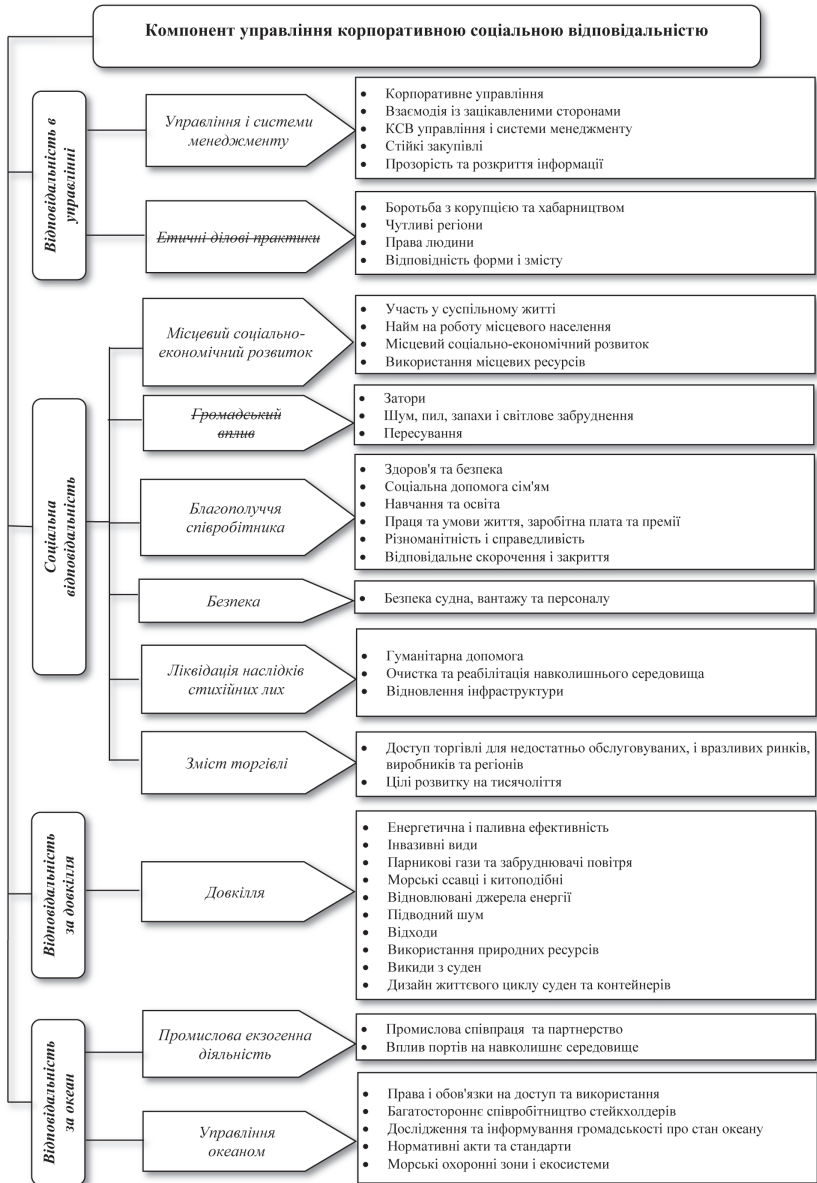 Компонент управління корпоративною соціальною відповідальністю
Відповідальність в
управлінні
Управління і системи
менеджменту
• Корпоративне управління
• Взаємодія із зацікавленими сторонами
• КСВ управління і системи менеджменту
• Стійкі закупівлі
• Прозорість та розкриття інформації
Етичні ділові практики
• Боротьба з корупцією та хабарництвом
• Чутливі регіони
• Права людини
• Відповідність форми і змісту
Соціальна
відповідальність
Місцевий соціально-
економічний розвиток
• Участь у суспільному житті
• Найм на роботу місцевого населення
• Місцевий соціально-економічний розвиток
• Використання місцевих ресурсів
Громадський
вплив
• Затори
• Шум, пил, запахи і світлове забруднення
• Пересування
Благополуччя
співробітника
• Здоров'я та безпека
• Соціальна допомога сім'ям
• Навчання та освіта
• Праця та умови життя, заробітна плата та премії
• Різноманітність і справедливість
• Відповідальне скорочення і закриття
Безпека
• Безпека судна, вантажу та персоналу
Ліквідація наслідків
стихійних лих
• Гуманітарна допомога
• Очистка та реабілітація навколишнього середовища
• Відновлення інфраструктури
Зміст торгівлі
• Доступ торгівлі для недостатньо обслуговуваних, і вразливих ринків,
виробників та регіонів
• Цілі розвитку на тисячоліття
Відповідальність
за довкілля
Довкілля
• Енергетична і паливна ефективність
• Інвазивні види
• Парникові гази та забруднювачі повітря
• Морські ссавці і китоподібні
• Відновлювані джерела енергії
• Підводний шум
• Відходи
• Використання природних ресурсів
• Викиди з суден
• Дизайн життєвого циклу суден та контейнерів
Відповідальність
за океан
Промислова екзогенна
діяльність
• Промислова співпраця та партнерство
• Вплив портів на навколишнє середовище
Управління
океаном
• Права і обов'язки на доступ та використання
• Багатостороннє співробітництво стейкхолдерів
• Дослідження та інформування громадськості про стан океану
• Нормативні акти та стандарти
• Морські охоронні зони і екосистеми